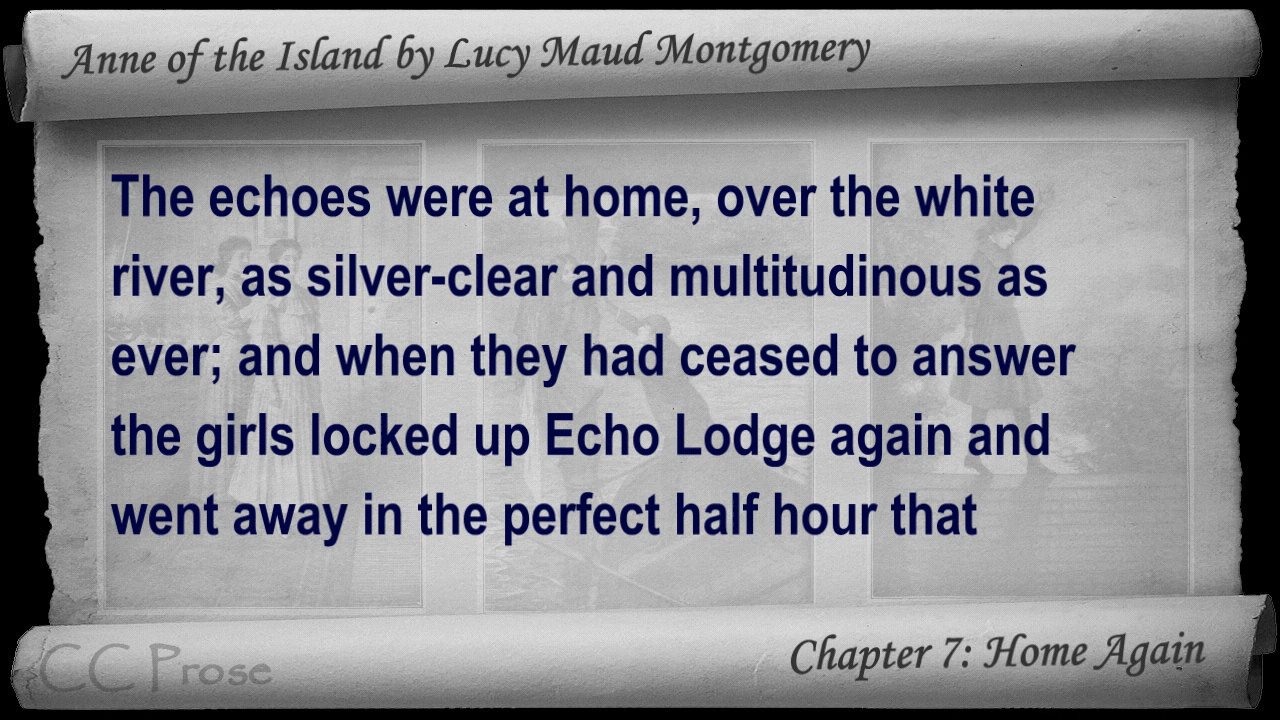 Anne of the Island by Lucy Maud Montgomery
The echoes were at home, over the white
river, as silver-clear and multitudinous as
ever; and when they had ceased to answer
the girls locked up Echo Lodge again and
went away in the perfect half hour that
CC Prose
Chapter 7: Home Again